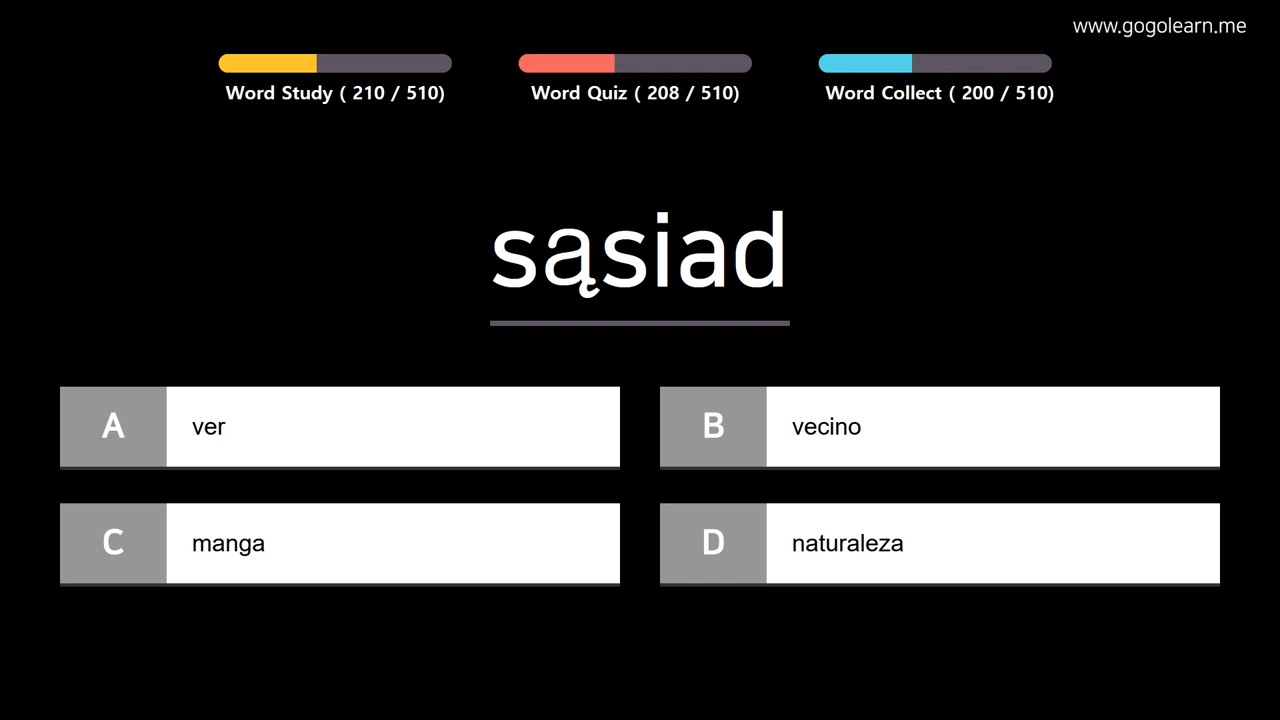 www.gogolearn.me
Word Study ( 210 / 510)
Word Quiz ( 208 / 510)
Word Collect ( 200 / 510)
sąsiad
A ver
B vecino
C manga
D naturaleza